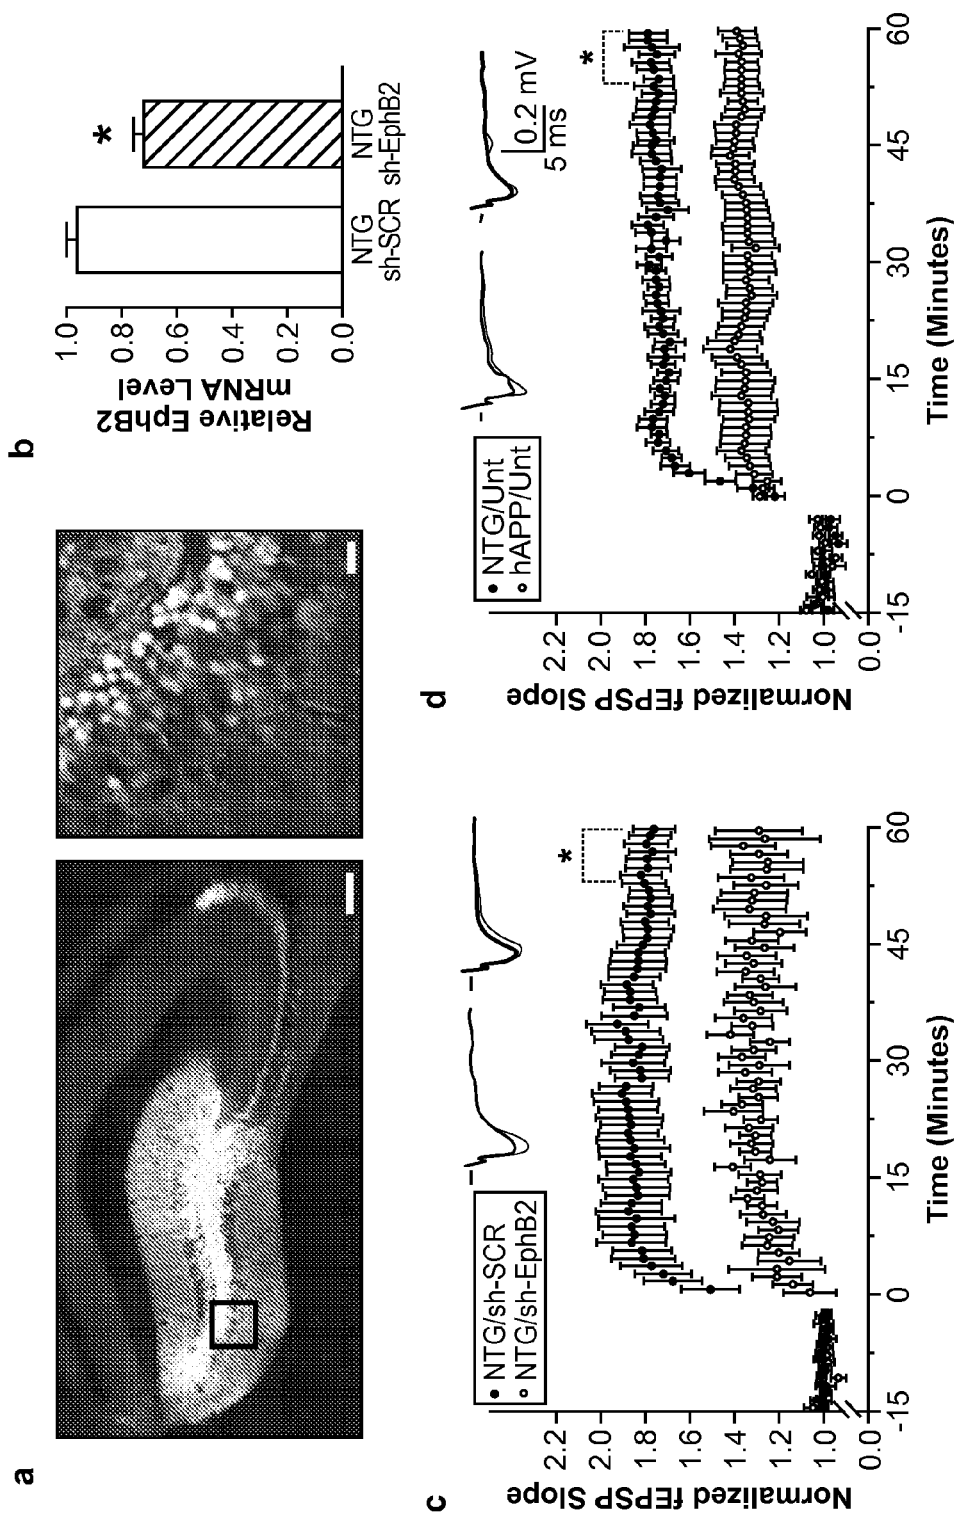 a
b
Relative EphB2
mRNA Level
1.0
0.8
0.6
0.4
0.2
0.0
*
NTG
sh-SCR
NTG
sh-EphB2
c
NTG/sh-SCR
NTG/sh-EphB2
*
Normalized fEPSP Slope
2.2
2.0
1.8
1.6
1.4
1.2
1.0
0.0
-15
0
15
30
45
60
Time (Minutes)
d
NTG/Unt
hAPP/Unt
0.2 mV
5 ms
*
Normalized fEPSP Slope
2.2
2.0
1.8
1.6
1.4
1.2
1.0
0.0
-15
0
15
30
45
60
Time (Minutes)